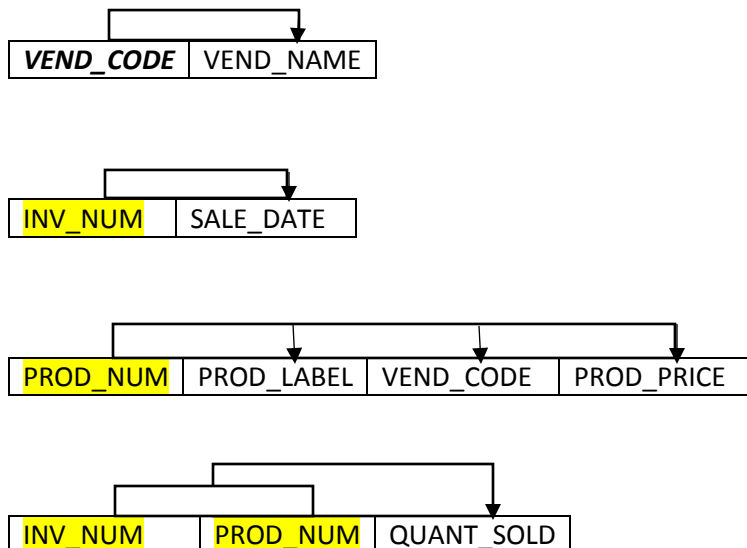 VEND_CODE VEND_NAME
INV_NUM SALE_DATE
PROD_NUM PROD_LABEL VEND_CODE PROD_PRICE
INV_NUM PROD_NUM QUANT_SOLD